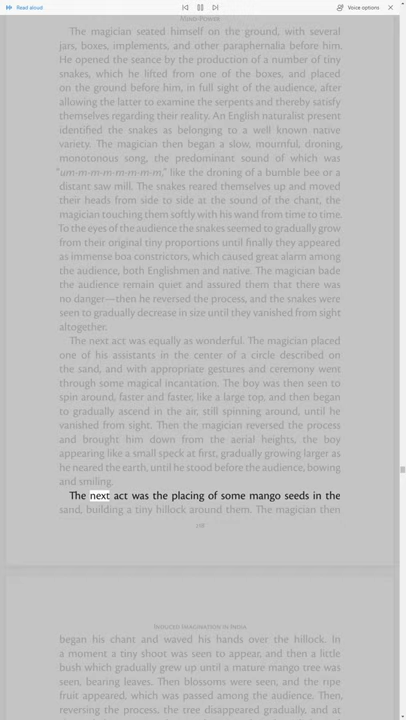 Read aloud
Voice options
Mind-Power
The magician seated himself on the ground, with several
jars, boxes, implements, and other paraphernalia before him.
He opened the seance by the production of a number of tiny
snakes, which he lifted from one of the boxes, and placed
on the ground before him, in full sight of the audience, after
allowing the latter to examine the serpents and thereby satisfy
themselves regarding their reality. An English naturalist present
identified the snakes as belonging to a well known native
variety. The magician then began a slow, mournful, droning,
monotonous song, the predominant sound of which was
"um-m-m-m-m-m-m-m," like the droning of a bumble bee or a
distant saw mill. The snakes reared themselves up and moved
their heads from side to side at the sound of the chant, the
magician touching them softly with his wand from time to time.
To the eyes of the audience the snakes seemed to gradually grow
from their original tiny proportions until finally they appeared
as immense boa constrictors, which caused great alarm among
the audience, both Englishmen and native. The magician bade
the audience remain quiet and assured them that there was
no danger—then he reversed the process, and the snakes were
seen to gradually decrease in size until they vanished from sight
altogether.
The next act was equally as wonderful. The magician placed
one of his assistants in the center of a circle described on
the sand, and with appropriate gestures and ceremony went
through some magical incantation. The boy was then seen to
spin around, faster and faster, like a large top, and then began
to gradually ascend in the air, still spinning around, until he
vanished from sight. Then the magician reversed the process
and brought him down from the aerial heights, the boy
appearing like a small speck at first, gradually growing larger as
he neared the earth, until he stood before the audience, bowing
and smiling.
The next act was the placing of some mango seeds in the
sand, building a tiny hillock around them. The magician then
Induced Imagination in India
began his chant and waved his hands over the hillock. In
a moment a tiny shoot was seen to appear, and then a little
bush which gradually grew up until a mature mango tree was
seen, bearing leaves. Then blossoms were seen, and the ripe
fruit appeared, which was passed among the audience. Then,
reversing the process, the tree disappeared gradually, and at